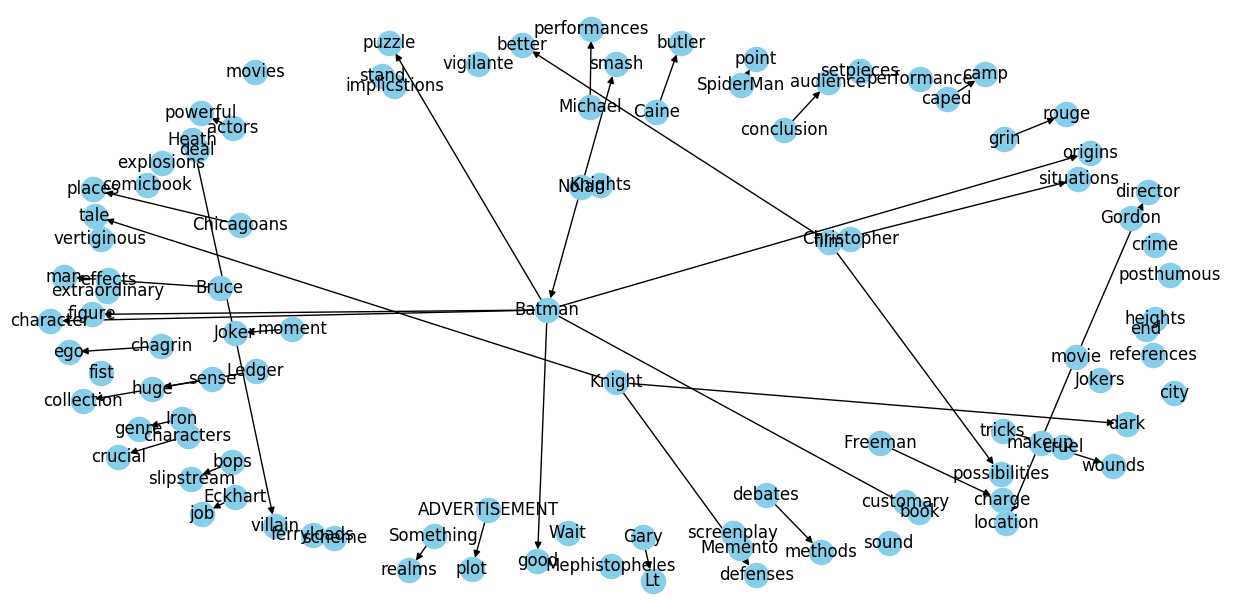 performances
puzzle
better
butler
point
stand
vigilante
smash
movies
implicstions
SpiderMan
audience
setpieces
performance
camp
caped
powerful
actors
Michael
Caine
conclusion
grin
rouge
Heath
deal
explosions
origins
places
comicbook
Nolan
Knights
situations
director
tale
Chicagoans
Gordon
vertiginous
film
Christopher
crime
man
effects
extraordinary
Bruce
posthumous
figure
character
Batman
heights
end
Joker
moment
ego
chagrin
movie
references
fist
sense
Ledger
Knight
Jokers
collection
huge
city
genre
Iron
characters
dark
tricks
makeup
cruel
Freeman
crucial
bops
wounds
slipstream
possibilities
Eckhart
debates
customary
charge
job
ADVERTISEMENT
book
location
villain
ferryloads
scheme
Something
Wait
Gary
screenplay
Memento
methods
sound
realms
plot
good
Mephistopheles
Lt
defenses